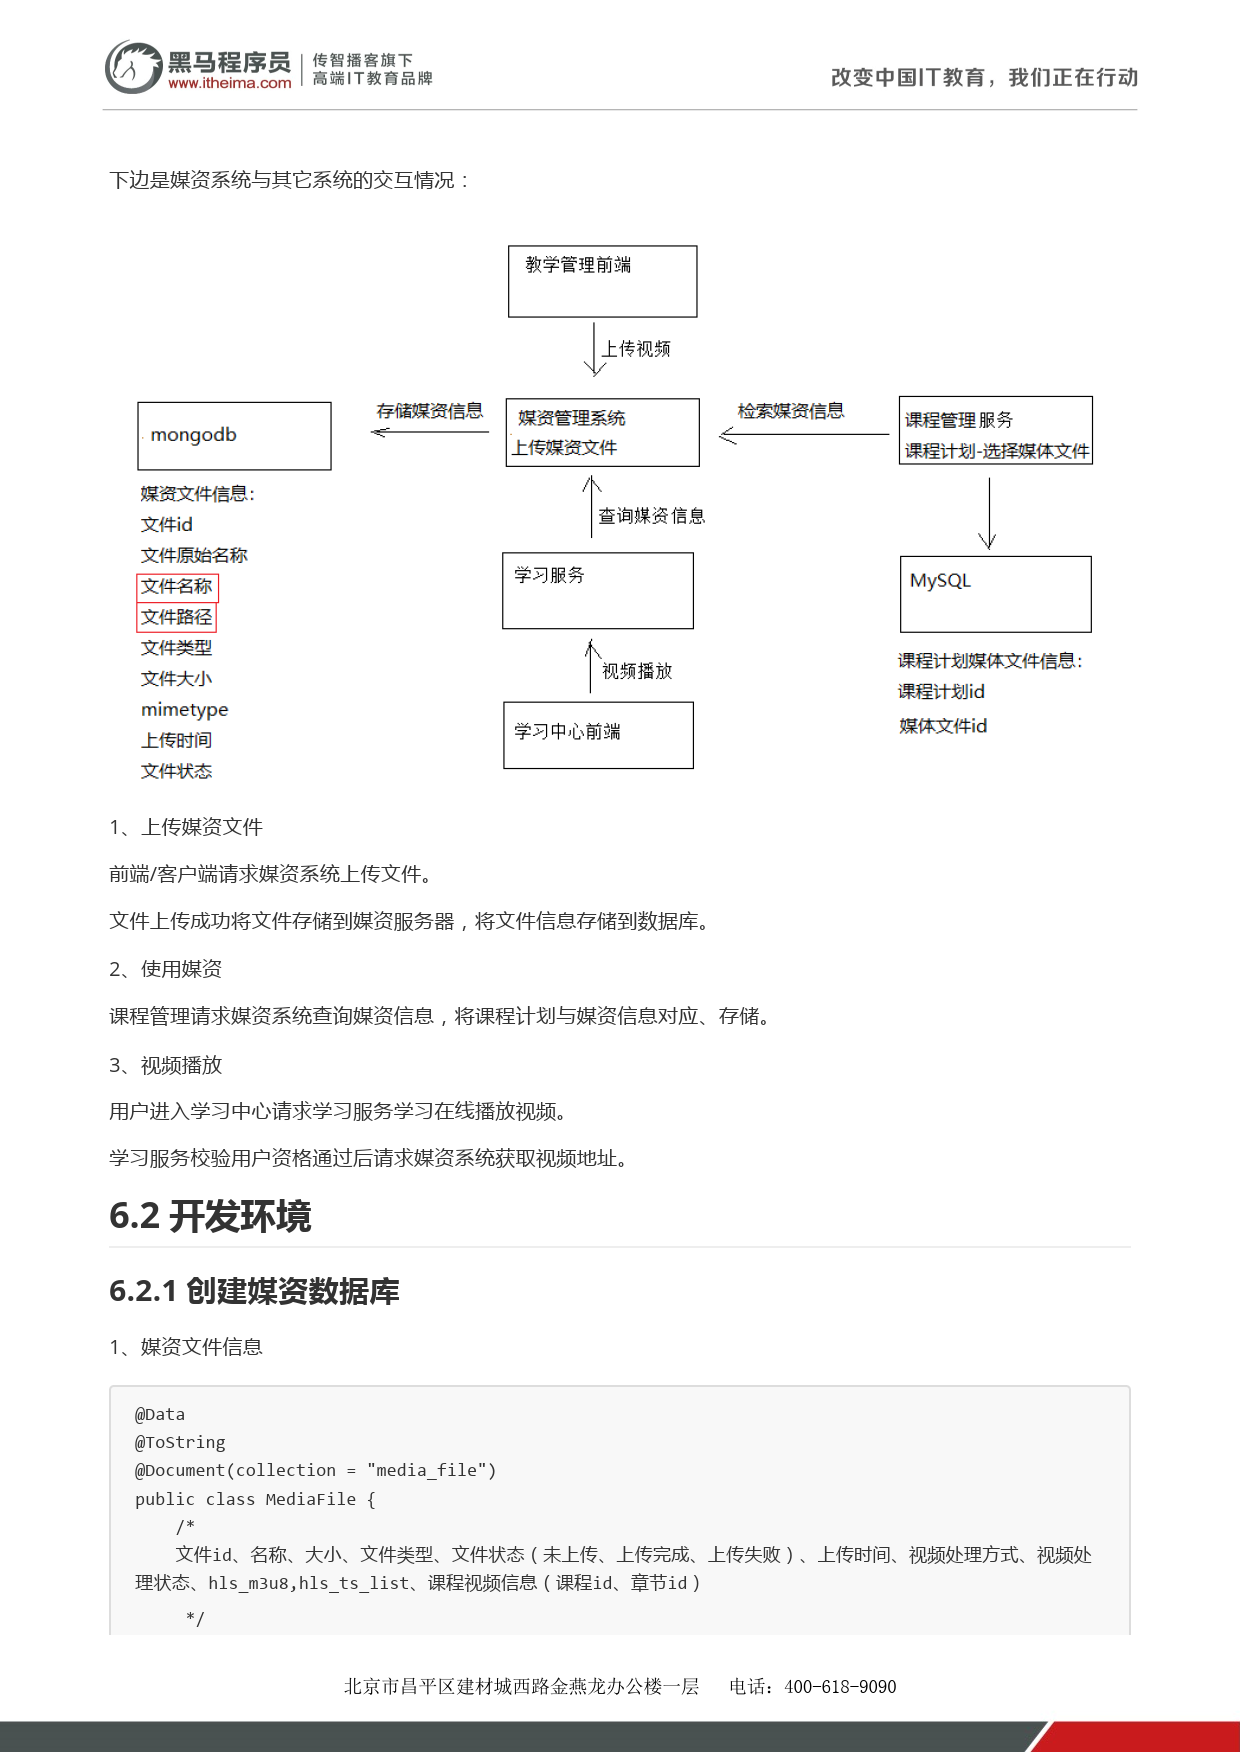 黑马程序员
www.itheima.com
传智播客旗下
高端IT教育品牌
改变中国IT教育，我们正在行动
下边是媒资系统与其它系统的交互情况：
教学管理前端
上传视频
mongodb
存储媒资信息
媒资管理系统
上传媒资文件
检索媒资信息
课程管理服务
课程计划-选择媒体文件
媒资文件信息：
文件id
文件原始名称
文件名称
文件路径
文件类型
文件大小
mimetype
上传时间
文件状态
查询媒资信息
学习服务
视频播放
学习中心前端
MySQL
课程计划媒体文件信息：
课程计划id
媒体文件id
1、上传媒资文件
前端/客户端请求媒资系统上传文件。
文件上传成功将文件存储到媒资服务器，将文件信息存储到数据库。
2、使用媒资
课程管理请求媒资系统查询媒资信息，将课程计划与媒资信息对应、存储。
3、视频播放
用户进入学习中心请求学习服务学习在线播放视频。
学习服务校验用户资格通过后请求媒资系统获取视频地址。
6.2 开发环境
6.2.1 创建媒资数据库
1、媒资文件信息
@Data
@ToString
@Document(collection = "media_file")
public class MediaFile {
/*
文件id、名称、大小、文件类型、文件状态（未上传、上传完成、上传失败）、上传时间、视频处理方式、视频处
理状态、hls_m3u8,hls_ts_list、课程视频信息（课程id、章节id）
*/
北京市昌平区建材城西路金燕龙办公楼一层 电话：400-618-9090